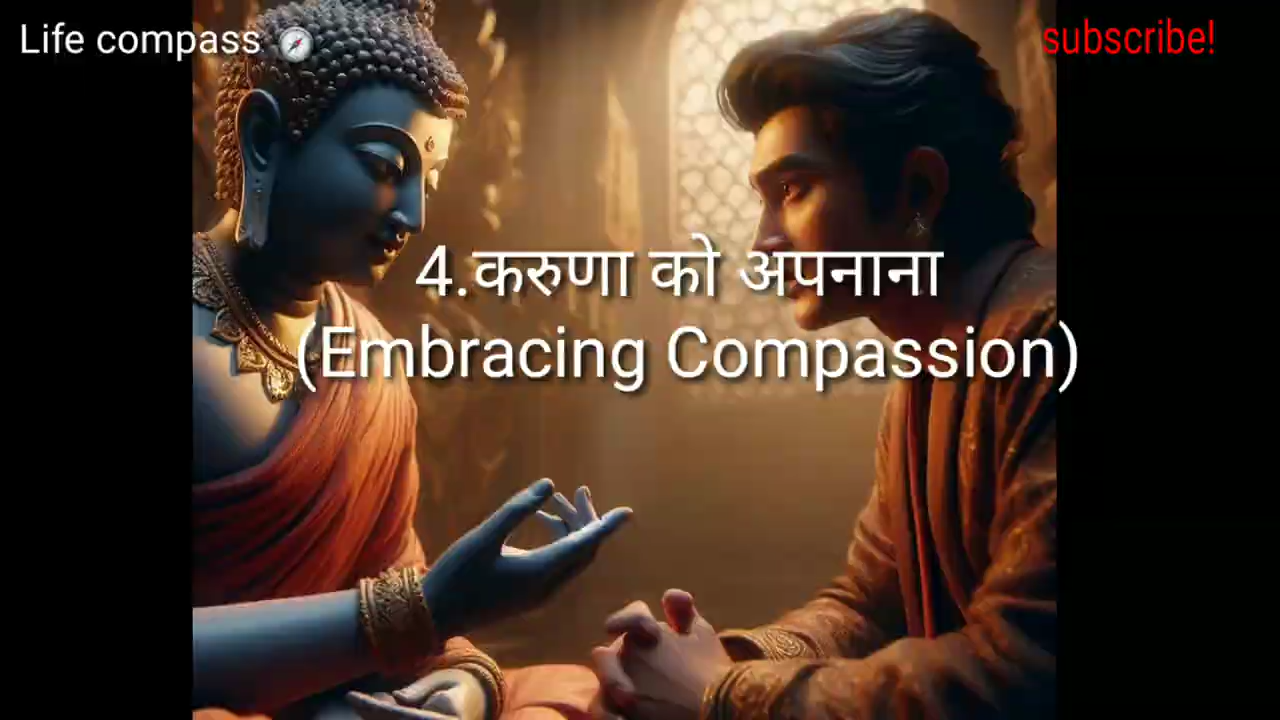 Life compass 🧭
subscribe!
4.करुणा को अपनाना
(Embracing Compassion)